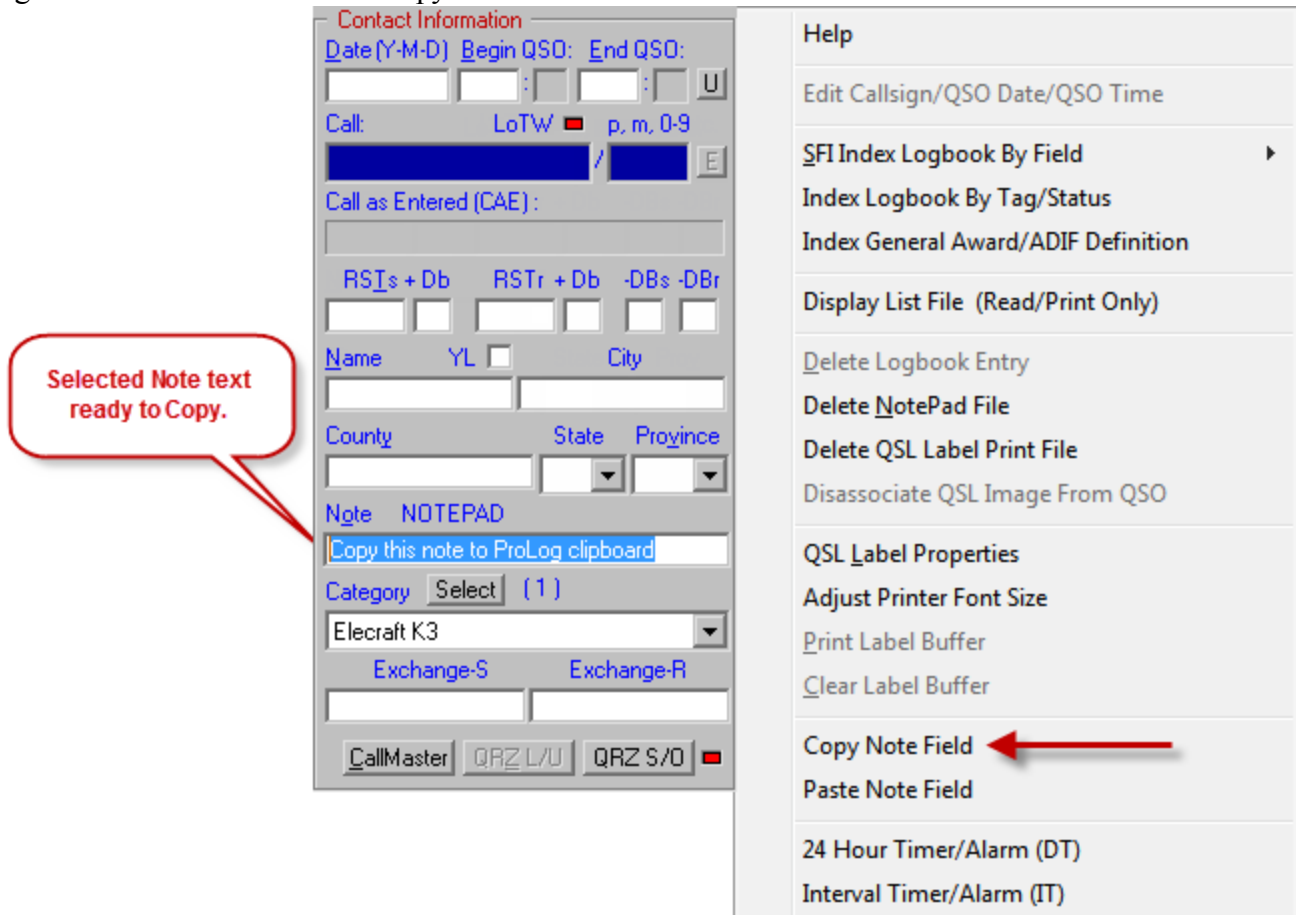 Contact Information
Date (Y-M-D) Begin QSO: End QSO:
: : U
Call: LoTW p, m, 0-9
/ E
Call as Entered (CAE) :
RSTs + Db RSTr + Db -DBs -DBr
Name YL City
County State Province
Note NOTEPAD
Copy this note to ProLog clipboard
Category Select ( 1 )
Elecraft K3
Exchange-S Exchange-R
CallMaster QRZ L/U QRZ S/O
Selected Note text
ready to Copy.
Help
Edit Callsign/QSO Date/QSO Time
SFI Index Logbook By Field
Index Logbook By Tag/Status
Index General Award/ADIF Definition
Display List File (Read/Print Only)
Delete Logbook Entry
Delete NotePad File
Delete QSL Label Print File
Disassociate QSL Image From QSO
QSL Label Properties
Adjust Printer Font Size
Print Label Buffer
Clear Label Buffer
Copy Note Field
Paste Note Field
24 Hour Timer/Alarm (DT)
Interval Timer/Alarm (IT)